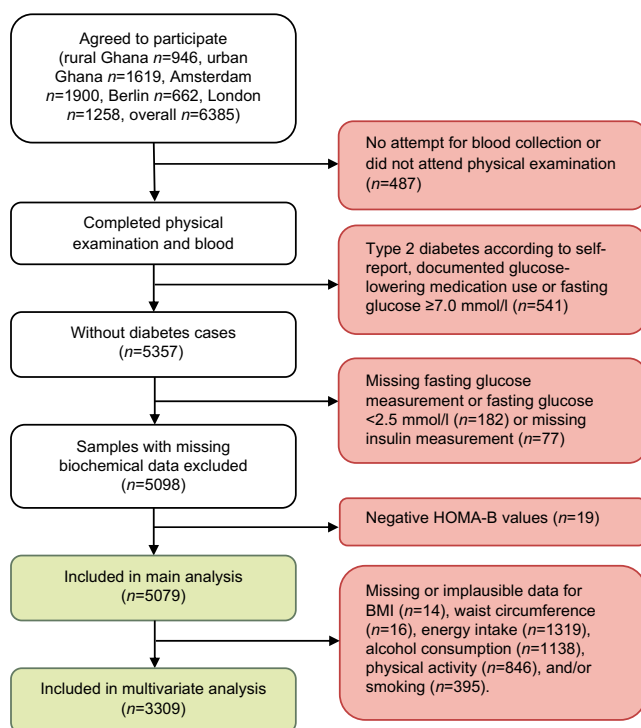 Agreed to participate
(rural Ghana n=946, urban
Ghana n=1619, Amsterdam
n=1900, Berlin n=662, London
n=1258, overall n=6385)
No attempt for blood collection or
did not attend physical examination
(n=487)
Completed physical
examination and blood
Type 2 diabetes according to self-
report, documented glucose-
lowering medication use or fasting
glucose ≥7.0 mmol/l (n=541)
Without diabetes cases
(n=5357)
Missing fasting glucose
measurement or fasting glucose
<2.5 mmol/l (n=182) or missing
insulin measurement (n=77)
Samples with missing
biochemical data excluded
(n=5098)
Negative HOMA-B values (n=19)
Included in main analysis
(n=5079)
Missing or implausible data for
BMI (n=14), waist circumference
(n=16), energy intake (n=1319),
alcohol consumption (n=1138),
physical activity (n=846), and/or
smoking (n=395).
Included in multivariate analysis
(n=3309)